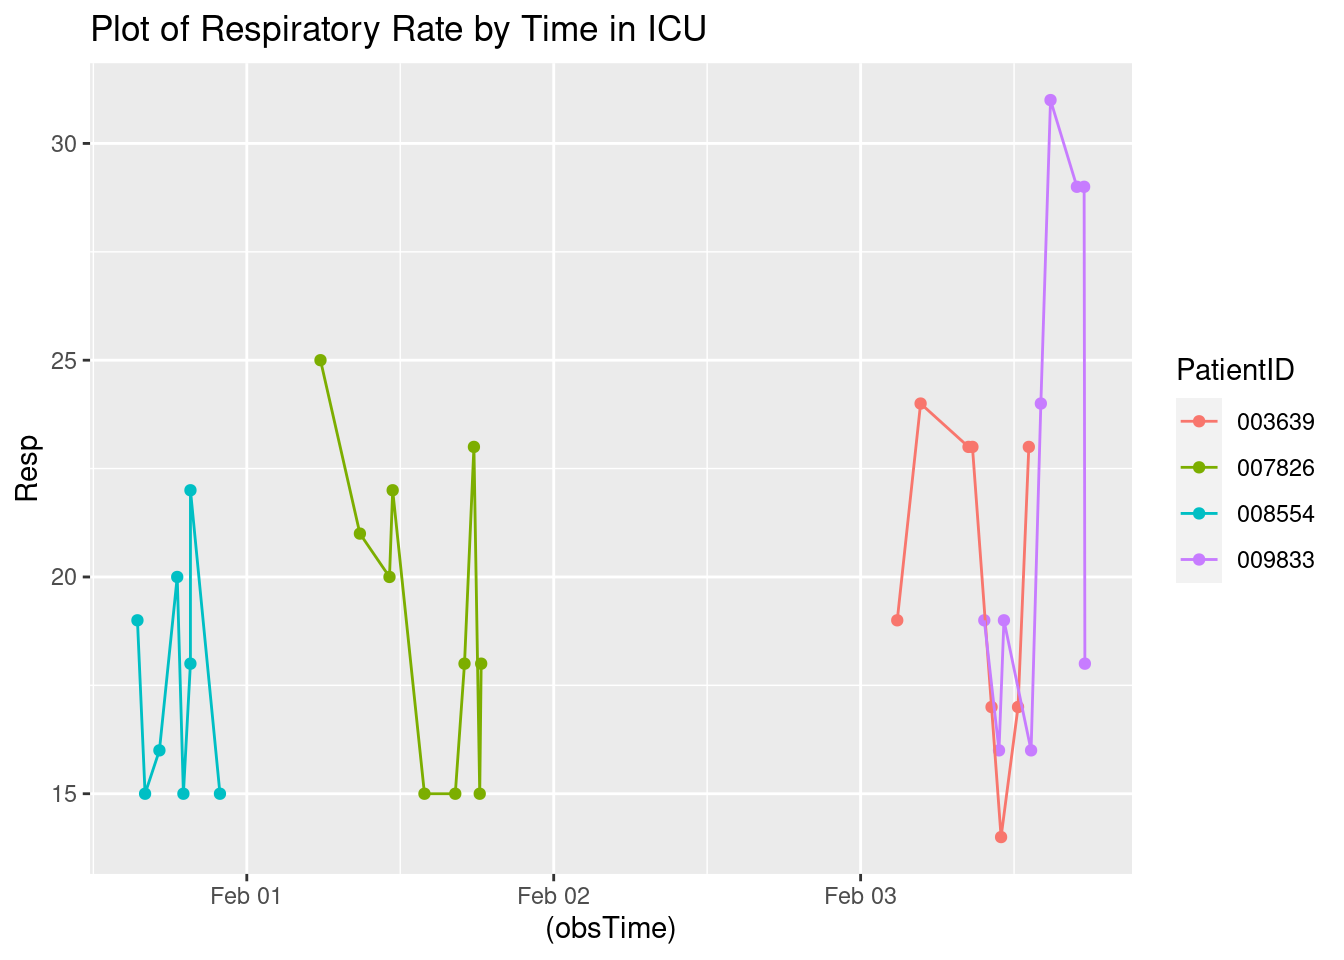 Plot of Respiratory Rate by Time in ICU
30
25
20
15
Resp
Feb 01
Feb 02
Feb 03
(obsTime)
PatientID
003639
007826
008554
009833